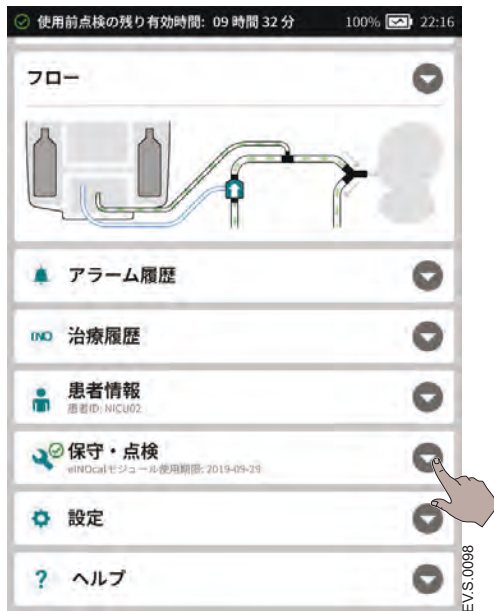 使用前点検の残り有効時間: 09 時間 32 分 100% 22:16
フロー
アラーム履歴
INO 治療履歴
患者情報
患者ID: NICU02
保守・点検
eINOcalモジュール使用期限: 2019-09-29
設定
? ヘルプ
EV.S.0098